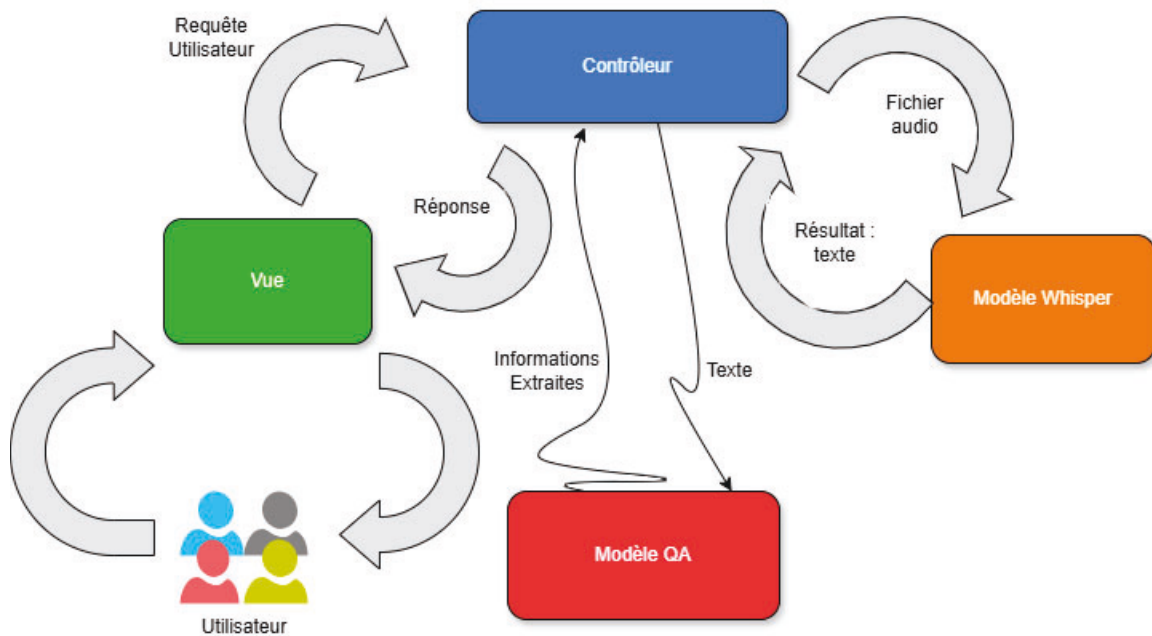 Requête
Utilisateur
Contrôleur
Fichier
audio
Réponse
Résultat :
texte
Vue
Modèle Whisper
Informations
Extraites
Texte
Modèle QA
Utilisateur